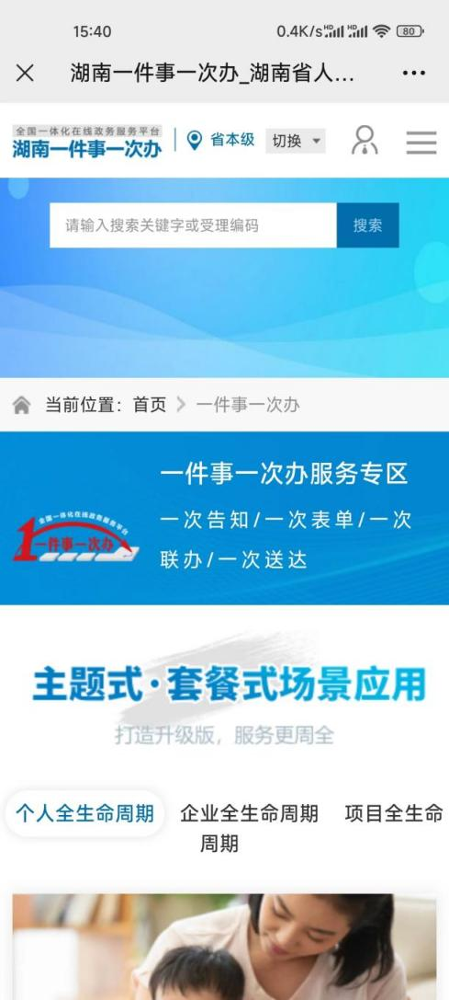 15:40
0.4K/s HD HD 80
湖南一件事一次办_湖南省人...
全国一体化在线政务服务平台
湖南一件事一次办
省本级
切换
请输入搜索关键字或受理编码
搜索
当前位置：首页 > 一件事一次办
一件事一次办服务专区
一次告知/一次表单/一次
联办/一次送达
全国一体化在线政务服务平台
1一件事一次办
主题式·套餐式场景应用
打造升级版，服务更周全
个人全生命周期
企业全生命周期
项目全生命
周期